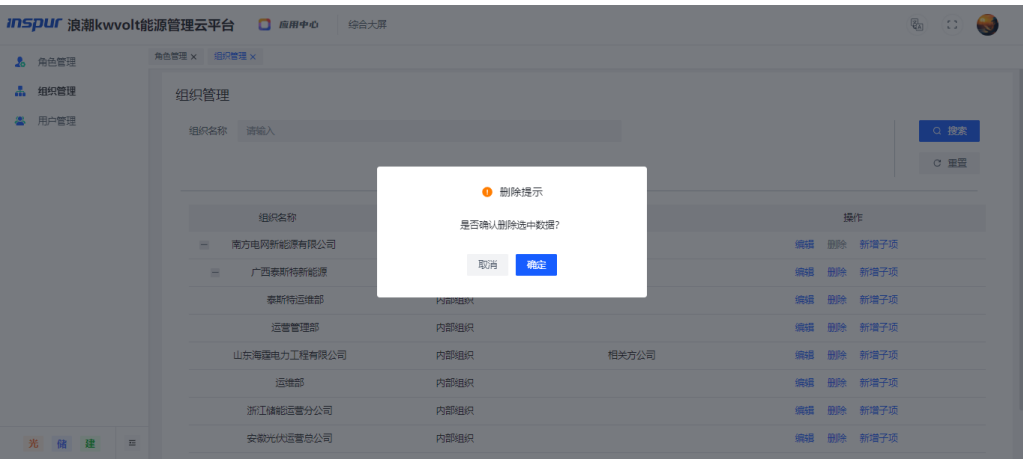 inspur 浪潮kwvolt能源管理云平台 应用中心 综合大屏
角色管理
组织管理
用户管理
角色管理 × 组织管理 ×
组织管理
组织名称 请输入
搜索
重置
删除提示
是否确认删除选中数据?
取消 确定
组织名称 操作
南方电网新能源有限公司 编辑 删除 新增子项
广西泰斯特新能源 编辑 删除 新增子项
泰斯特运维部 内部组织 编辑 删除 新增子项
运营管理部 内部组织 编辑 删除 新增子项
山东海霆电力工程有限公司 内部组织 相关方公司 编辑 删除 新增子项
运维部 内部组织 编辑 删除 新增子项
浙江储能运营分公司 内部组织 编辑 删除 新增子项
安徽光伏运营总公司 内部组织 编辑 删除 新增子项
光 储 建